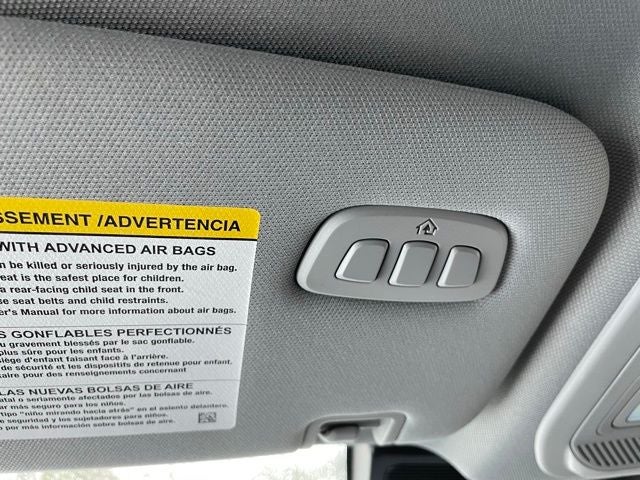 SSEMENT /ADVERTENCIA
WITH ADVANCED AIR BAGS
n be killed or seriously injured by the air bag.
eat is the safest place for children.
a rear-facing child seat in the front.
se seat belts and child restraints.
er's Manual for more information about air bags.
S GONFLABLES PERFECTIONNÉS
u gravement blessés par le sac gonflable.
plus sûre pour les enfants.
siège d'enfant faisant face à l'arrière.
de sécurité et les dispositifs de retenue pour enfant.
aire pour des renseignements concernant
LAS NUEVAS BOLSAS DE AIRE
atal o seriamente afectados por las bolsas de aire.
ar más seguro para los niños.
tipo "niño mirando hacia atrás" en el asiento delantero.
e seguridad y los sujetadores para niños.
o por más información sobre bolsas de aire.